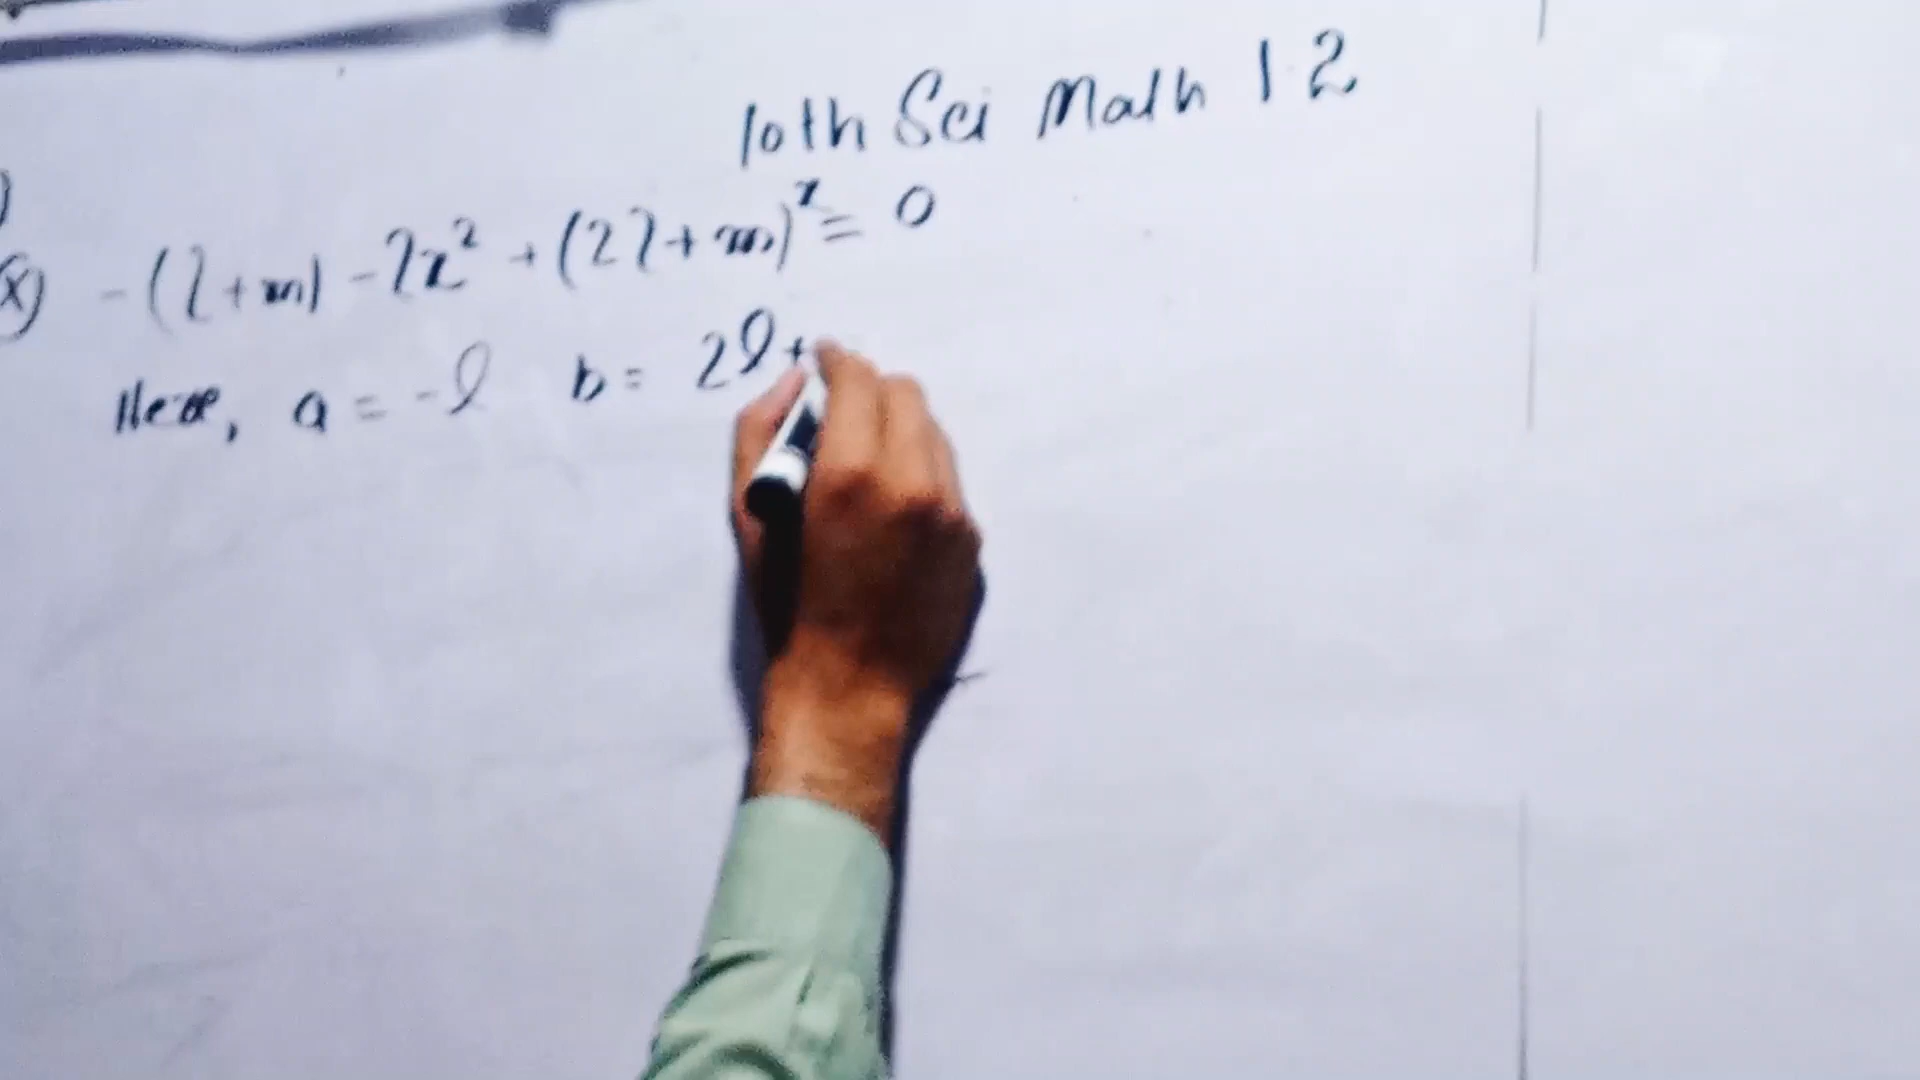 10th Sci Math 1.2
(x) -(l+m) -lx² + (2l+m)x = 0
Here, a = -l b = 2l+